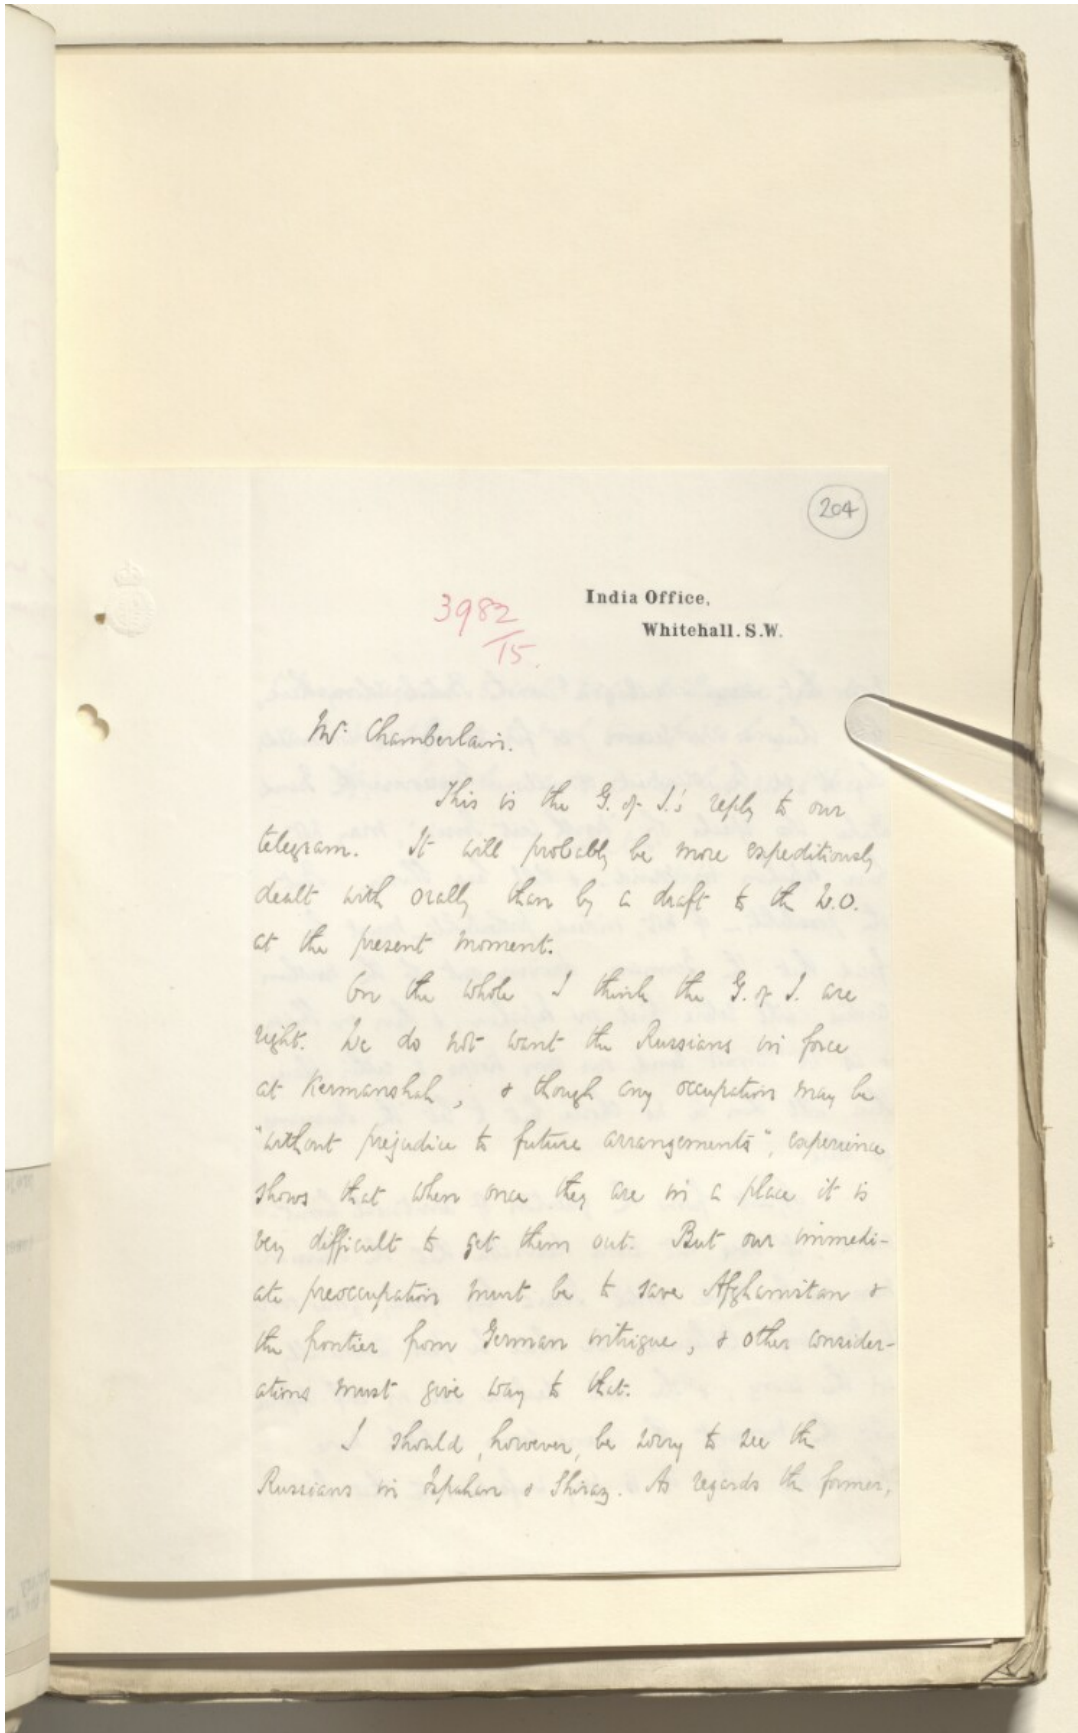 204
India Office,
Whitehall. S.W.
3982
/15.
Mr Chamberlain.
This is the G. of I.'s reply to our
telegram. It will probably be more expeditiously
dealt with orally than by a draft to the W.O.
at the present moment.
On the whole I think the G. of I. are
right. We do not want the Russians in force
at Kermanshah, & though any occupation may be
"without prejudice to future arrangements", experience
shows that when once they are in a place it is
very difficult to get them out. But our immedi-
ate preoccupation must be to save Afghanistan &
the frontier from German intrigue, & other consider-
ations must give way to that.
I should, however, be sorry to see the
Russians in Ispahan & Shiraz. As regards the former,